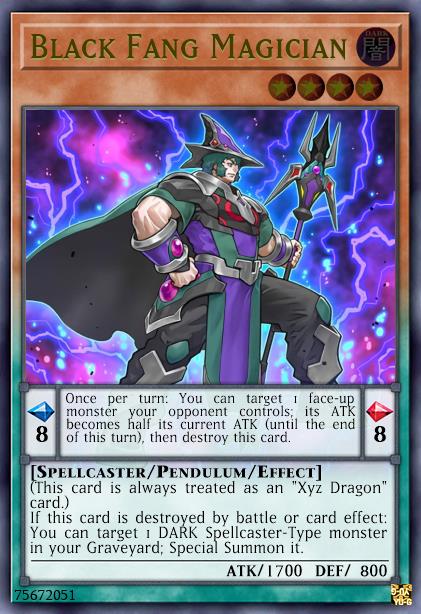 BLACK FANG MAGICIAN
DARK
闇
Once per turn: You can target 1 face-up
monster your opponent controls; its ATK
becomes half its current ATK (until the end
of this turn), then destroy this card.
8
8
[SPELLCASTER/PENDULUM/EFFECT]
(This card is always treated as an "Xyz Dragon"
card.)
If this card is destroyed by battle or card effect:
You can target 1 DARK Spellcaster-Type monster
in your Graveyard; Special Summon it.
ATK/1700 DEF/ 800
75672051